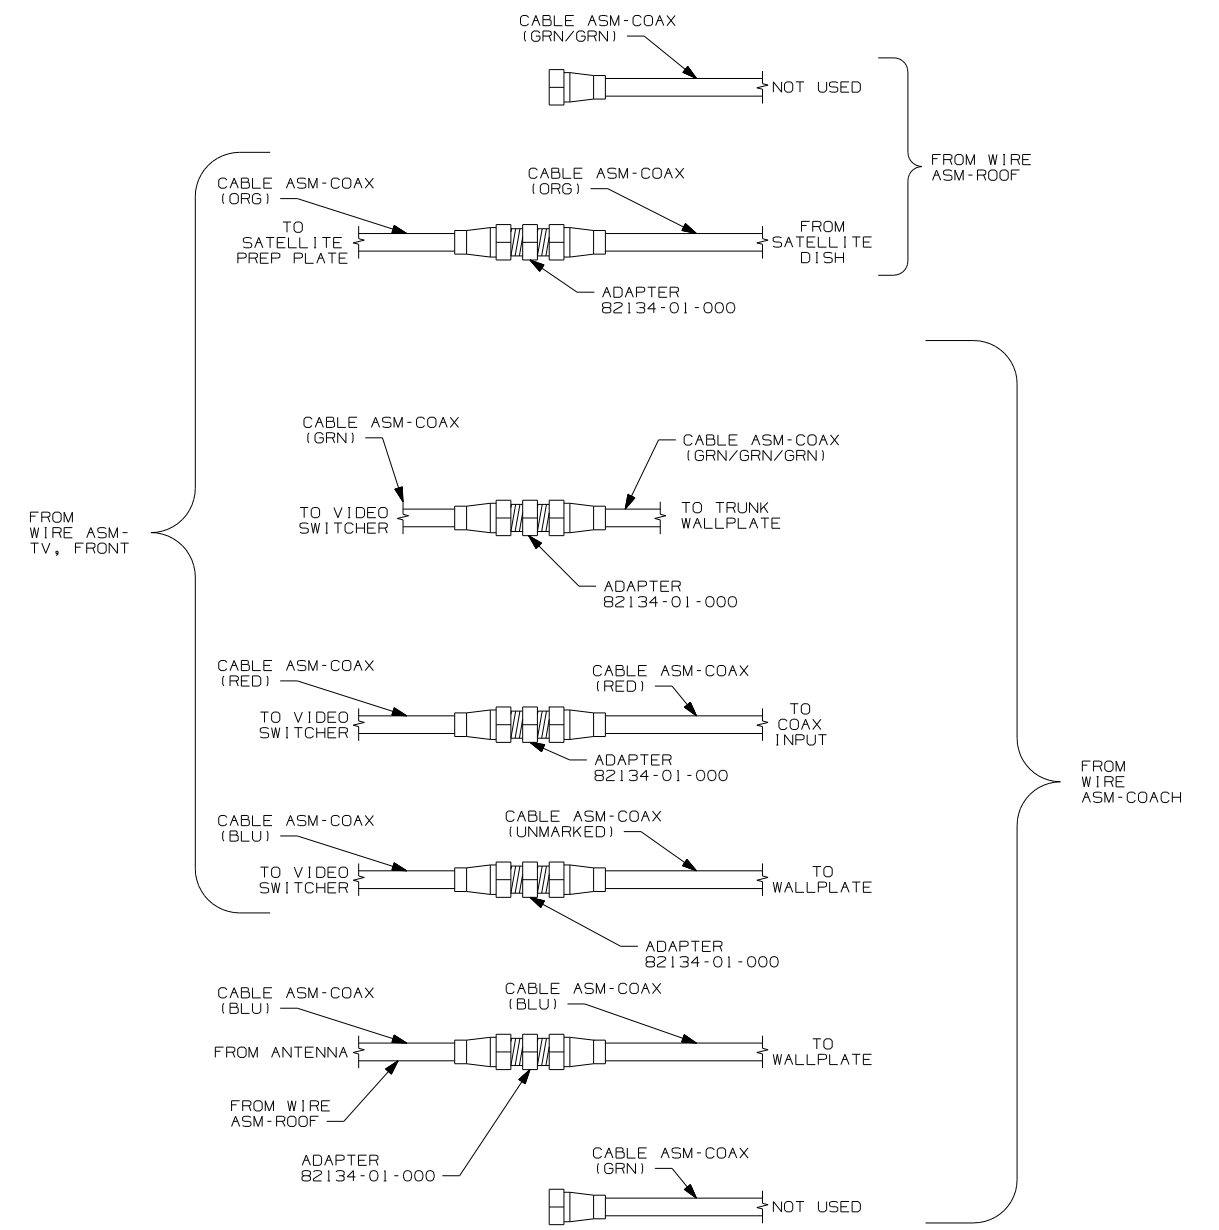 CABLE ASM-COAX
(GRN/GRN)
NOT USED
FROM WIRE
ASM-ROOF
CABLE ASM-COAX
(ORG)
TO
SATELLITE
PREP PLATE
CABLE ASM-COAX
(ORG)
FROM
SATELLITE
DISH
ADAPTER
82134-01-000
CABLE ASM-COAX
(GRN)
TO VIDEO
SWITCHER
CABLE ASM-COAX
(GRN/GRN/GRN)
TO TRUNK
WALLPLATE
ADAPTER
82134-01-000
FROM
WIRE ASM-
TV, FRONT
CABLE ASM-COAX
(RED)
TO VIDEO
SWITCHER
CABLE ASM-COAX
(RED)
TO
COAX
INPUT
ADAPTER
82134-01-000
FROM
WIRE
ASM-COACH
CABLE ASM-COAX
(BLU)
TO VIDEO
SWITCHER
CABLE ASM-COAX
(UNMARKED)
TO
WALLPLATE
ADAPTER
82134-01-000
CABLE ASM-COAX
(BLU)
FROM ANTENNA
CABLE ASM-COAX
(BLU)
TO
WALLPLATE
FROM WIRE
ASM-ROOF
ADAPTER
82134-01-000
CABLE ASM-COAX
(GRN)
NOT USED